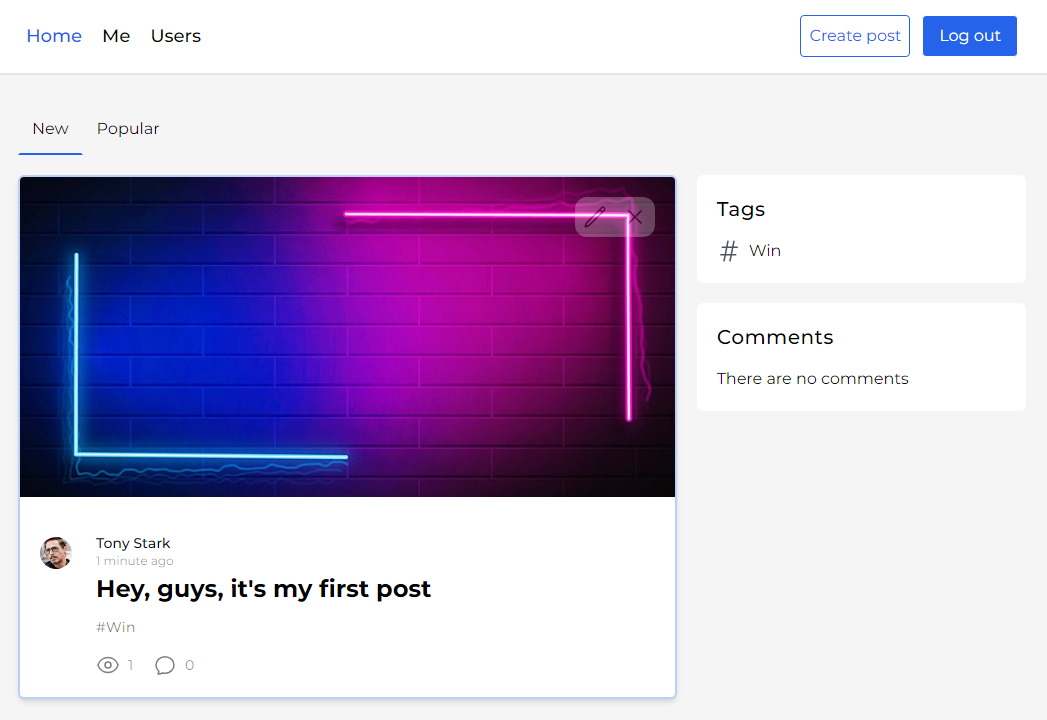 Home Me Users Create post Log out
New Popular
Tags
# Win
Comments
There are no comments
Tony Stark
1 minute ago
Hey, guys, it's my first post
#Win
1 0